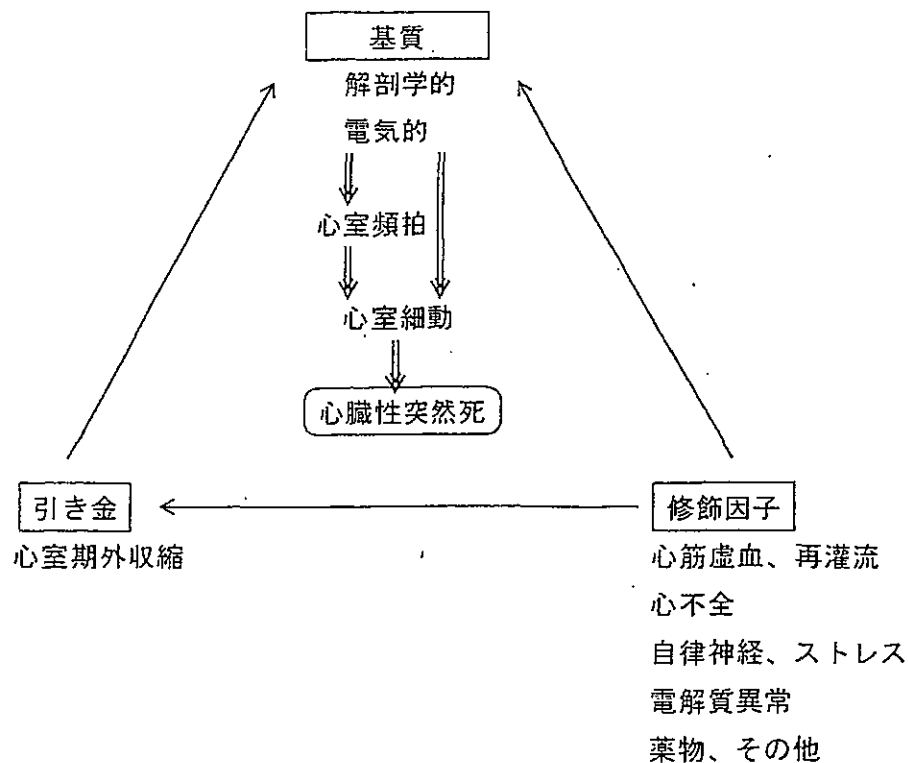 基質
解剖学的
電気的
心室頻拍
心室細動
心臓性突然死
引き金
心室期外収縮
修飾因子
心筋虚血、再灌流
心不全
自律神経、ストレス
電解質異常
薬物、その他